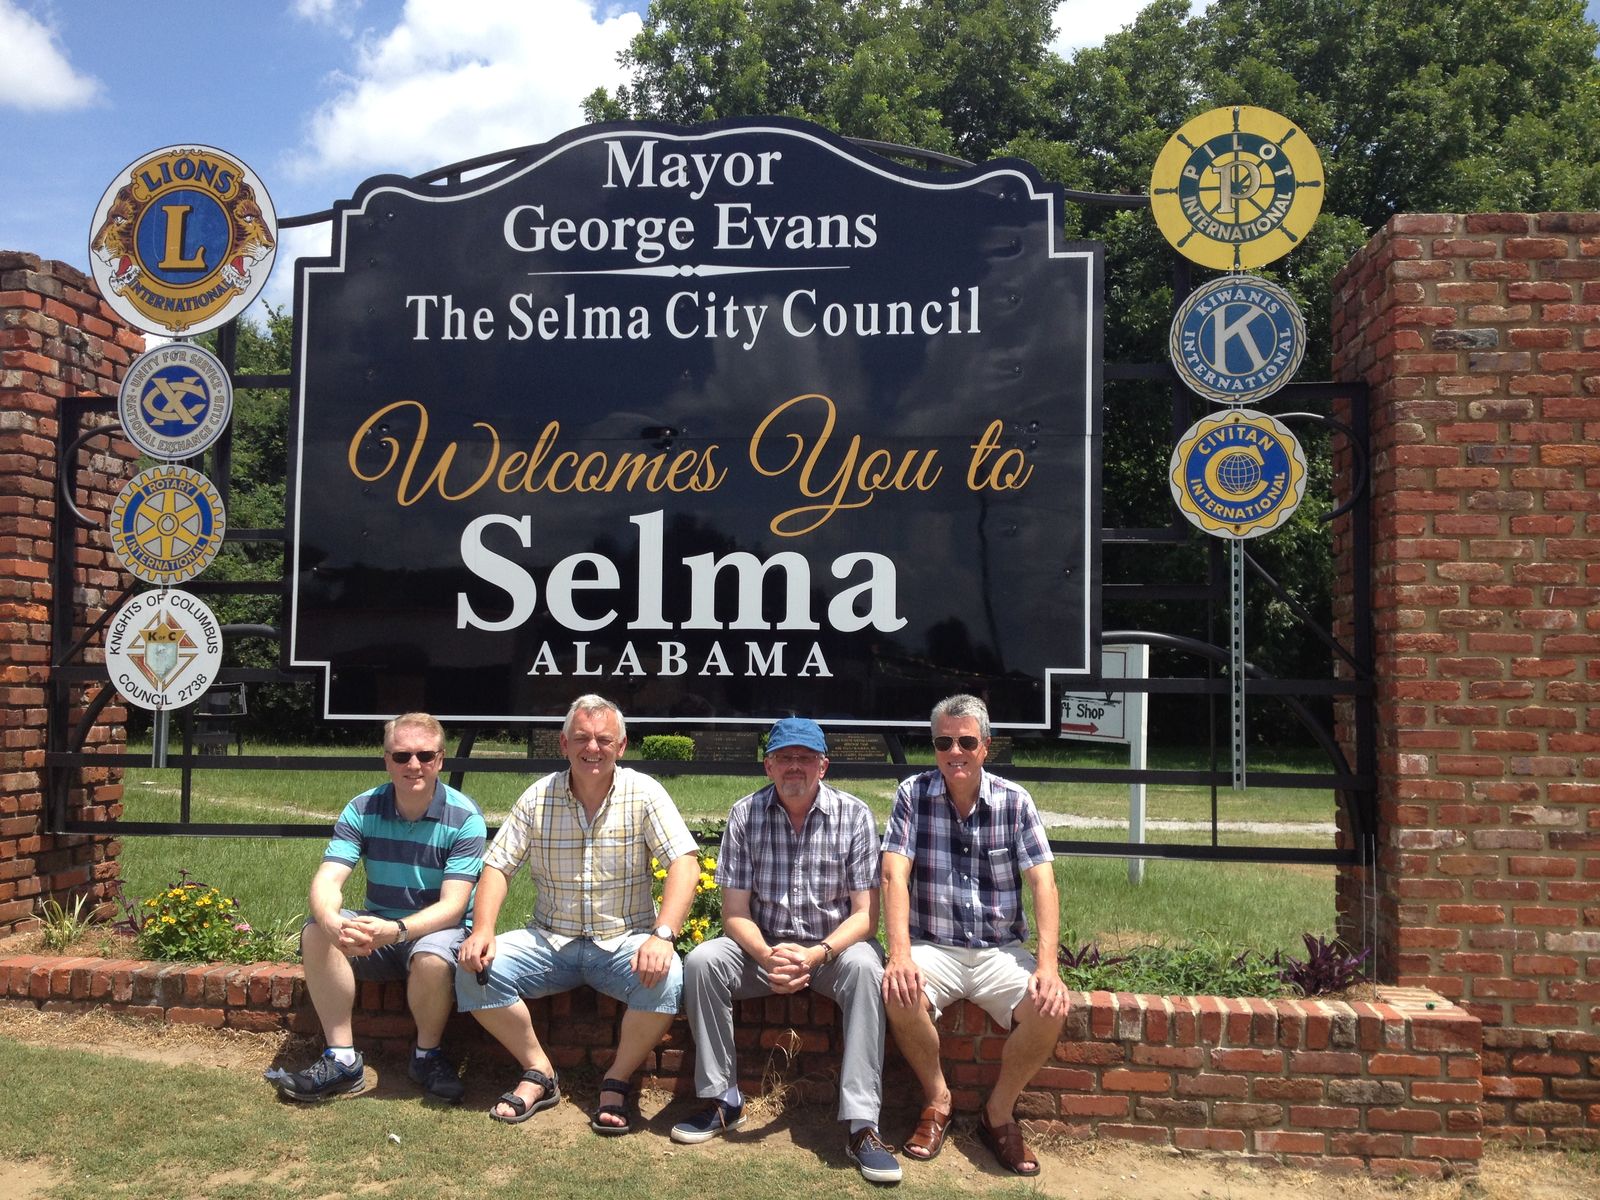 Mayor
George Evans
The Selma City Council
Welcomes You to
Selma
ALABAMA
LIONS
L
INTERNATIONAL
UNITY FOR SERVICE
NATIONAL EXCHANGE CLUB
ROTARY
INTERNATIONAL
KNIGHTS OF COLUMBUS
K OF C
COUNCIL 2738
PILOT
P
INTERNATIONAL
KIWANIS
K
INTERNATIONAL
CIVITAN
C
INTERNATIONAL
Shop